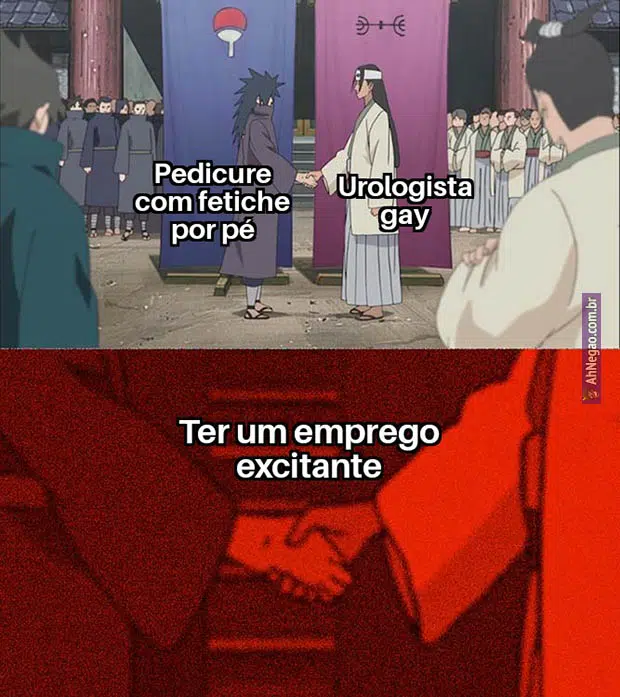 Pedicure
com fetiche
por pé
Urologista
gay
AhNegao.com.br
Ter um emprego
excitante